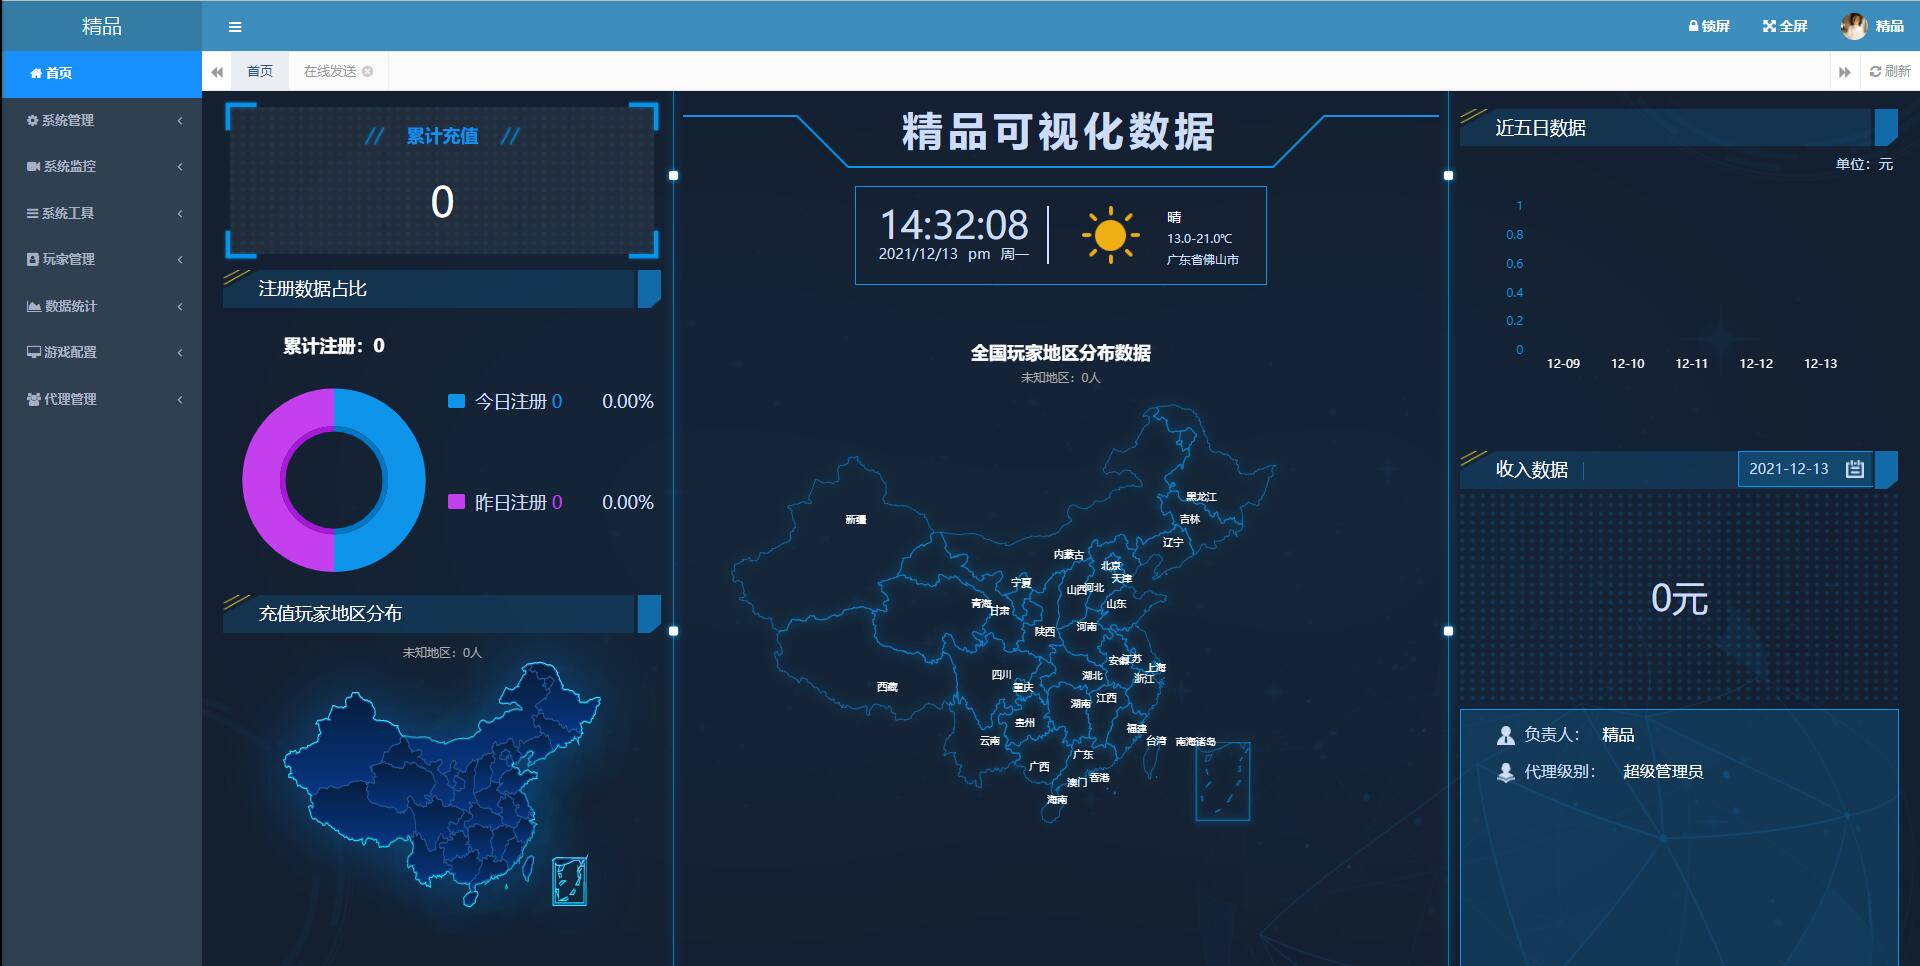 精品
锁屏
全屏
精品
首页
系统管理
系统监控
系统工具
玩家管理
数据统计
游戏配置
代理管理
首页
在线发送
刷新
// 累计充值 //
0
注册数据占比
累计注册：0
今日注册 0 0.00%
昨日注册 0 0.00%
充值玩家地区分布
未知地区：0人
精品可视化数据
14:32:08
2021/12/13 pm 周一
晴
13.0-21.0℃
广东省佛山市
全国玩家地区分布数据
未知地区：0人
黑龙江
吉林
辽宁
新疆
内蒙古
北京
天津
宁夏
山西
河北
青海
甘肃
山东
陕西
河南
安徽
江苏
上海
四川
湖北
浙江
重庆
西藏
湖南
江西
贵州
福建
云南
台湾
南海诸岛
广东
广西
澳门
香港
海南
近五日数据
单位：元
1
0.8
0.6
0.4
0.2
0
12-09
12-10
12-11
12-12
12-13
收入数据
2021-12-13
0元
负责人： 精品
代理级别： 超级管理员